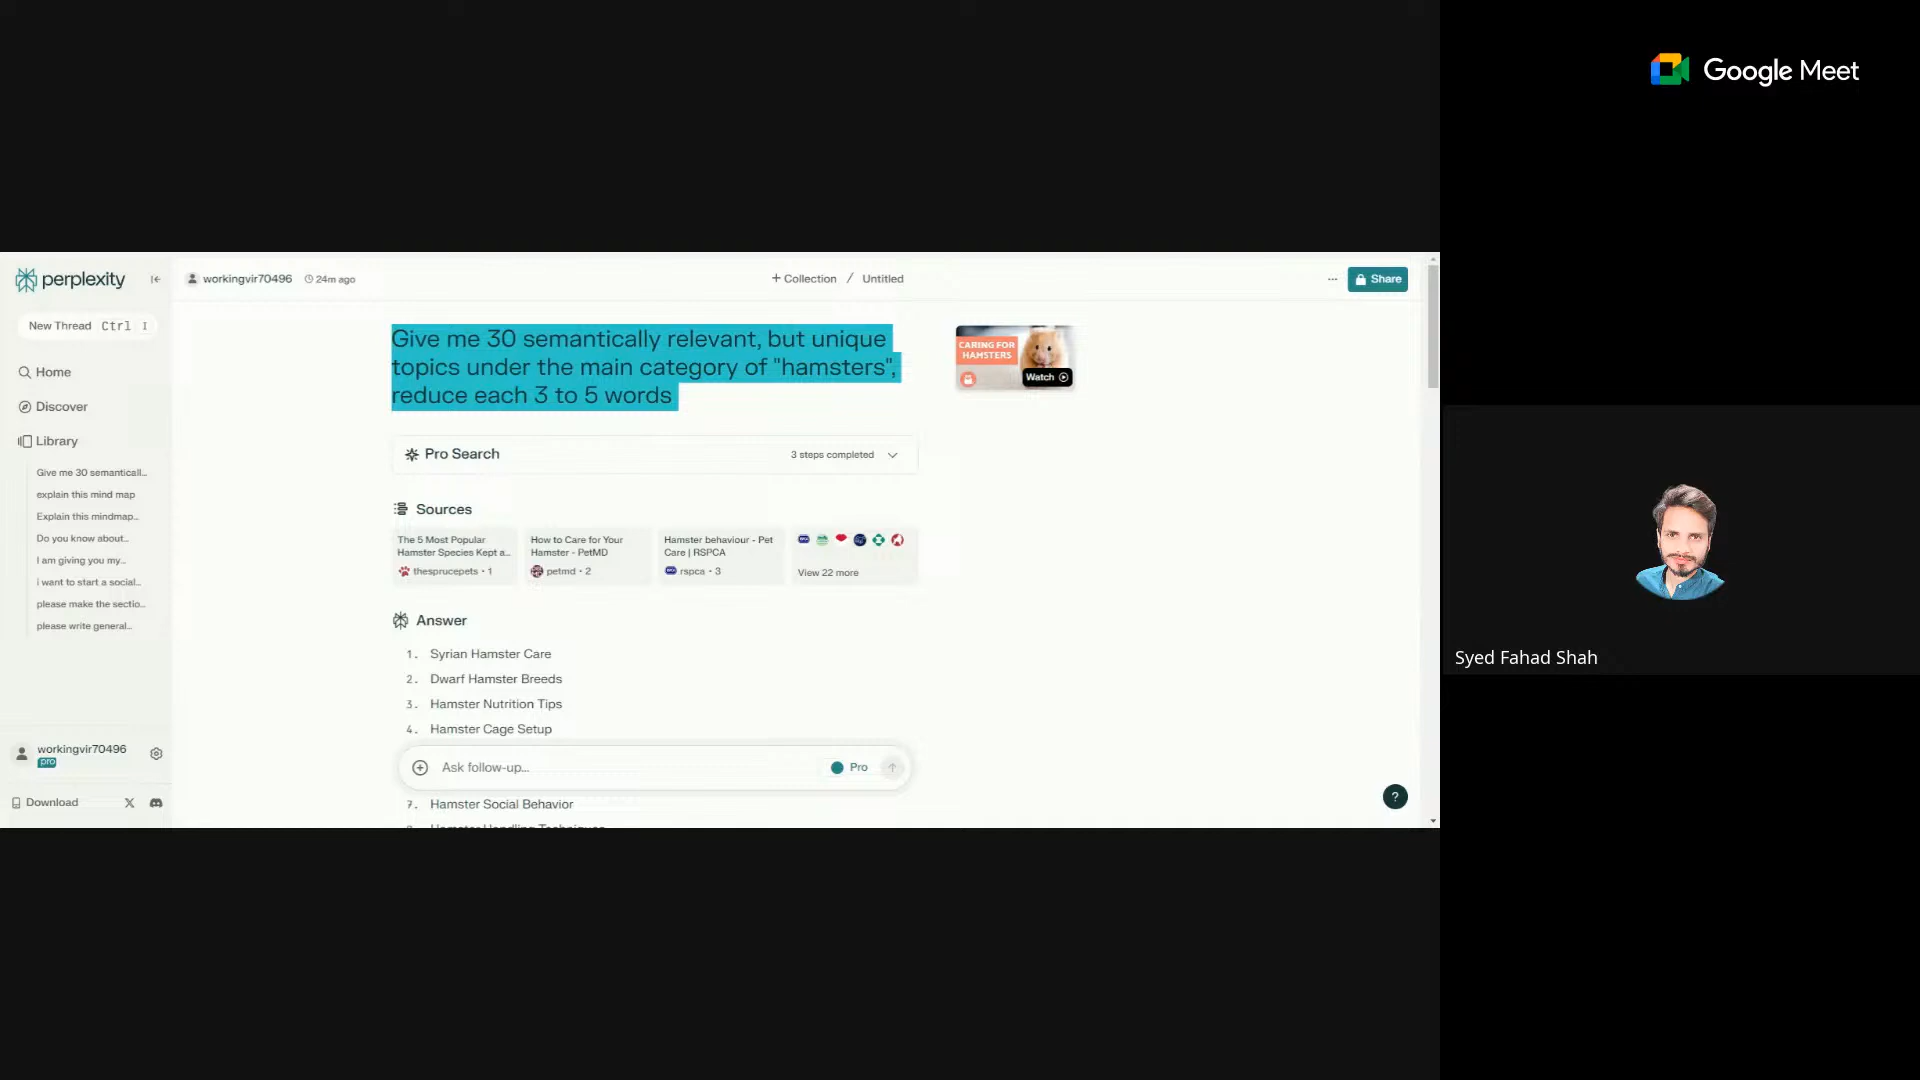 Google Meet
perplexity
workingvir70496
24m ago
+ Collection / Untitled
Share
New Thread Ctrl I
Home
Discover
Library
Give me 30 semanticall...
explain this mind map
Explain this mindmap...
Do you know about...
I am giving you my...
i want to start a social...
please make the sectio...
please write general...
workingvir70496
pro
Download
Give me 30 semantically relevant, but unique
topics under the main category of "hamsters",
reduce each 3 to 5 words
CARING FOR
HAMSTERS
Watch
Pro Search
3 steps completed
Sources
The 5 Most Popular
Hamster Species Kept a...
thesprucepets • 1
How to Care for Your
Hamster - PetMD
petmd • 2
Hamster behaviour - Pet
Care | RSPCA
rspca • 3
View 22 more
Answer
1. Syrian Hamster Care
2. Dwarf Hamster Breeds
3. Hamster Nutrition Tips
4. Hamster Cage Setup
Ask follow-up...
Pro
7. Hamster Social Behavior
?
Syed Fahad Shah